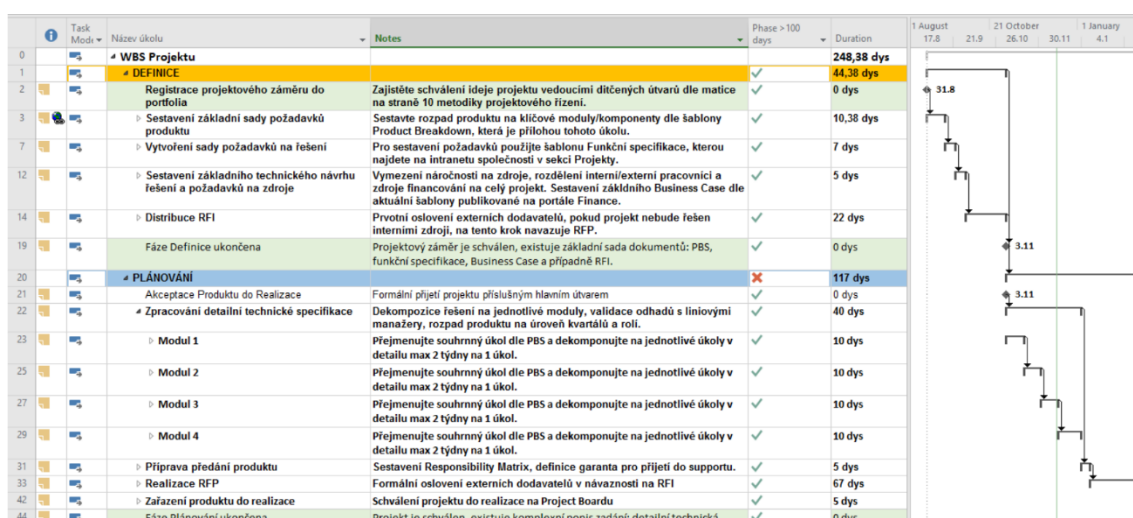 Task
Mode
Název úkolu
Notes
Phase >100
days
Duration
1 August
21 October
1 January
17.8
21.9
26.10
30.11
4.1
0
WBS Projektu
248,38 dys
1
DEFINICE
44,38 dys
2
Registrace projektového záměru do
portfolia
Zajistěte schválení ideje projektu vedoucími ditčených útvarů dle matice
na straně 10 metodiky projektového řízení.
0 dys
31.8
3
Sestavení základní sady požadavků
produktu
Sestavte rozpad produktu na klíčové moduly/komponenty dle šablony
Product Breakdown, která je přílohou tohoto úkolu.
10,38 dys
7
Vytvoření sady požadavků na řešení
Pro sestavení požadavků použijte šablonu Funkční specifikace, kterou
najdete na intranetu společnosti v sekci Projekty.
7 dys
12
Sestavení základního technického návrhu
řešení a požadavků na zdroje
Vymezení náročnosti na zdroje, rozdělení interní/externí pracovníci a
zdroje financování na celý projekt. Sestavení zákldního Business Case dle
aktuální šablony publikované na portále Finance.
5 dys
14
Distribuce RFI
Prvotní oslovení externích dodavatelů, pokud projekt nebude řešen
interními zdroji, na tento krok navazuje RFP.
22 dys
19
Fáze Definice ukončena
Projektový záměr je schválen, existuje základní sada dokumentů: PBS,
funkční specifikace, Business Case a případně RFI.
0 dys
3.11
20
PLÁNOVÁNÍ
117 dys
21
Akceptace Produktu do Realizace
Formální přijetí projektu příslušným hlavním útvarem
0 dys
3.11
22
Zpracování detailní technické specifikace
Dekompozice řešení na jednotlivé moduly, validace odhadů s liniovými
manažery, rozpad produktu na úroveň kvartálů a rolí.
40 dys
23
Modul 1
Přejmenujte souhrnný úkol dle PBS a dekomponujte na jednotlivé úkoly v
detailu max 2 týdny na 1 úkol.
10 dys
25
Modul 2
Přejmenujte souhrnný úkol dle PBS a dekomponujte na jednotlivé úkoly v
detailu max 2 týdny na 1 úkol.
10 dys
27
Modul 3
Přejmenujte souhrnný úkol dle PBS a dekomponujte na jednotlivé úkoly v
detailu max 2 týdny na 1 úkol.
10 dys
29
Modul 4
Přejmenujte souhrnný úkol dle PBS a dekomponujte na jednotlivé úkoly v
detailu max 2 týdny na 1 úkol.
10 dys
31
Příprava předání produktu
Sestavení Responsibility Matrix, definice garanta pro přijetí do supportu.
5 dys
33
Realizace RFP
Formální oslovení externích dodavatelů v návaznosti na RFI
67 dys
42
Zařazení produktu do realizace
Schválení projektu do realizace na Project Boardu
5 dys
44
Fáze Plánování ukončena
Projekt je schválen, existuje komplexní popis zadání: detailní technická
0 dys